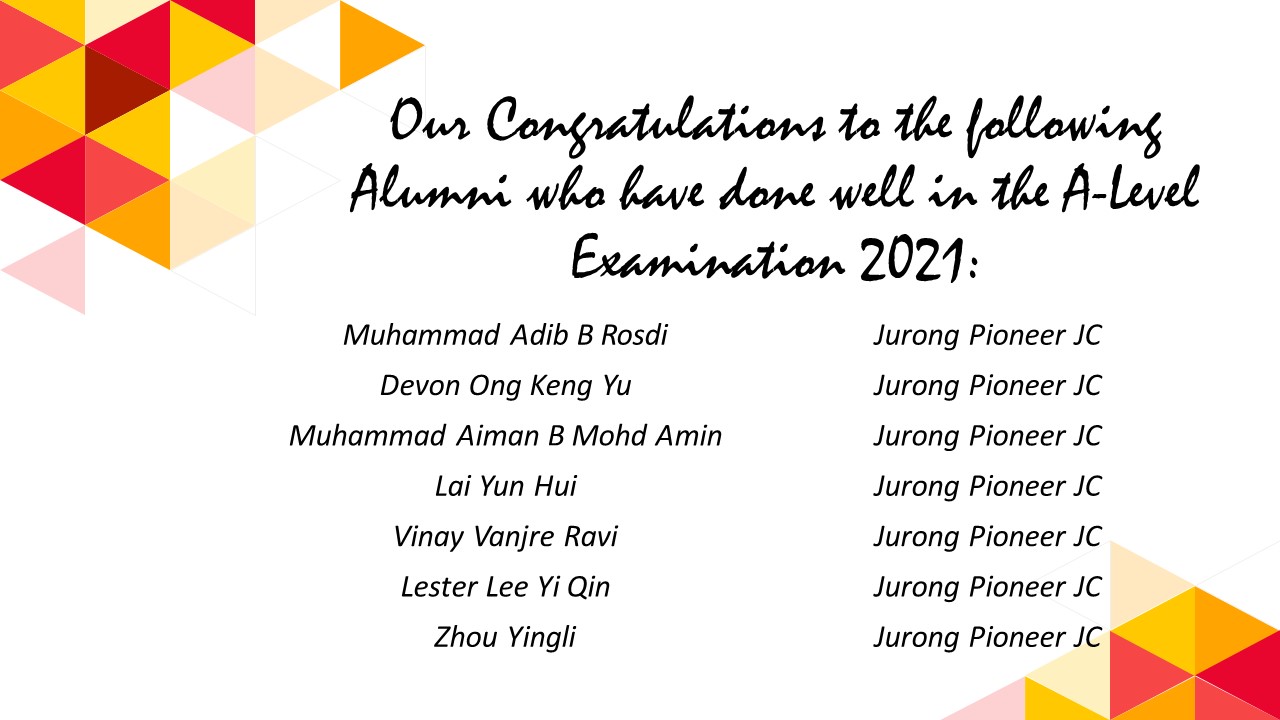 Our Congratulations to the following
Alumni who have done well in the A-Level
Examination 2021:
Muhammad Adib B Rosdi Jurong Pioneer JC
Devon Ong Keng Yu Jurong Pioneer JC
Muhammad Aiman B Mohd Amin Jurong Pioneer JC
Lai Yun Hui Jurong Pioneer JC
Vinay Vanjre Ravi Jurong Pioneer JC
Lester Lee Yi Qin Jurong Pioneer JC
Zhou Yingli Jurong Pioneer JC